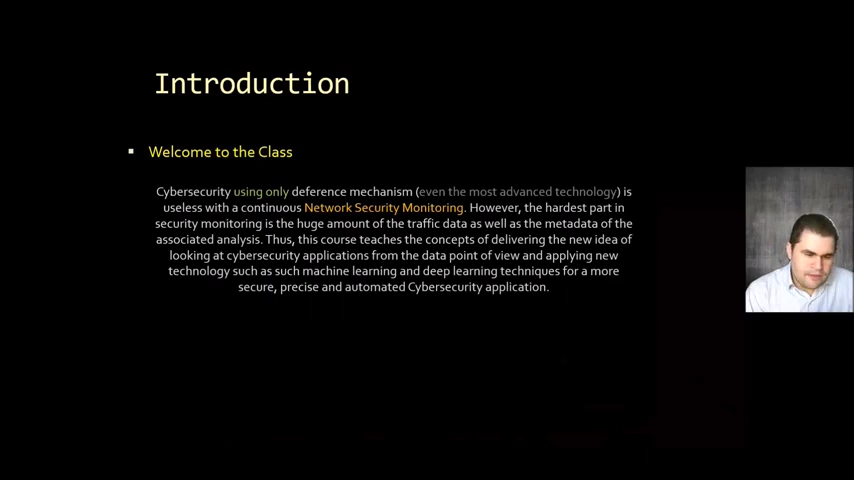 Introduction
Welcome to the Class
Cybersecurity using only deference mechanism (even the most advanced technology) is
useless with a continuous Network Security Monitoring. However, the hardest part in
security monitoring is the huge amount of the traffic data as well as the metadata of the
associated analysis. Thus, this course teaches the concepts of delivering the new idea of
looking at cybersecurity applications from the data point of view and applying new
technology such as such machine learning and deep learning techniques for a more
secure, precise and automated Cybersecurity application.